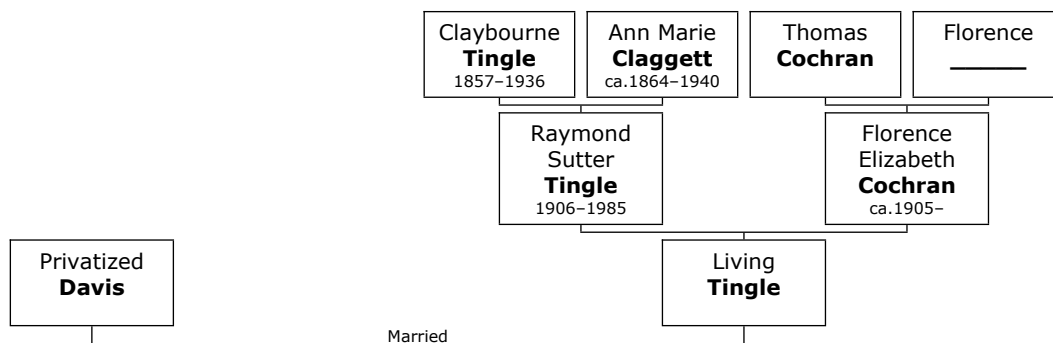 Claybourne
Tingle
1857–1936
Ann Marie
Claggett
ca.1864–1940
Thomas
Cochran
Florence
______
Raymond
Sutter
Tingle
1906–1985
Florence
Elizabeth
Cochran
ca.1905–
Privatized
Davis
Living
Tingle
Married